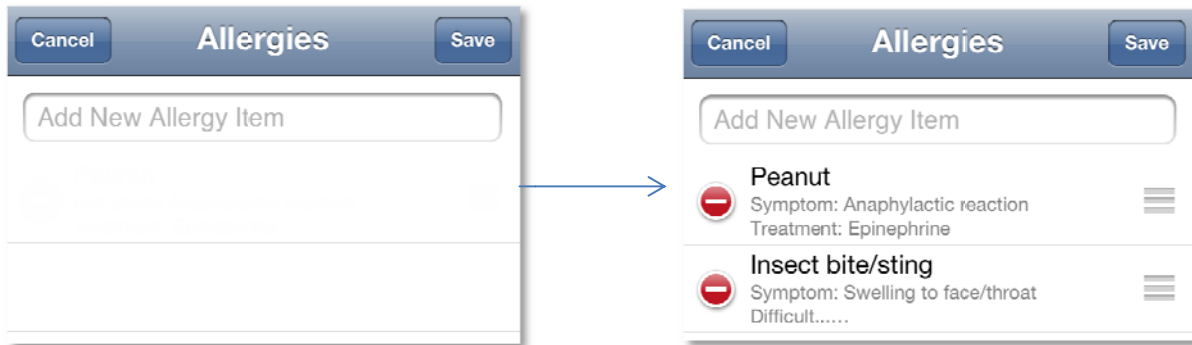 Cancel Allergies Save
Add New Allergy Item
Cancel Allergies Save
Add New Allergy Item
Peanut
Symptom: Anaphylactic reaction
Treatment: Epinephrine
Insect bite/sting
Symptom: Swelling to face/throat
Difficult......